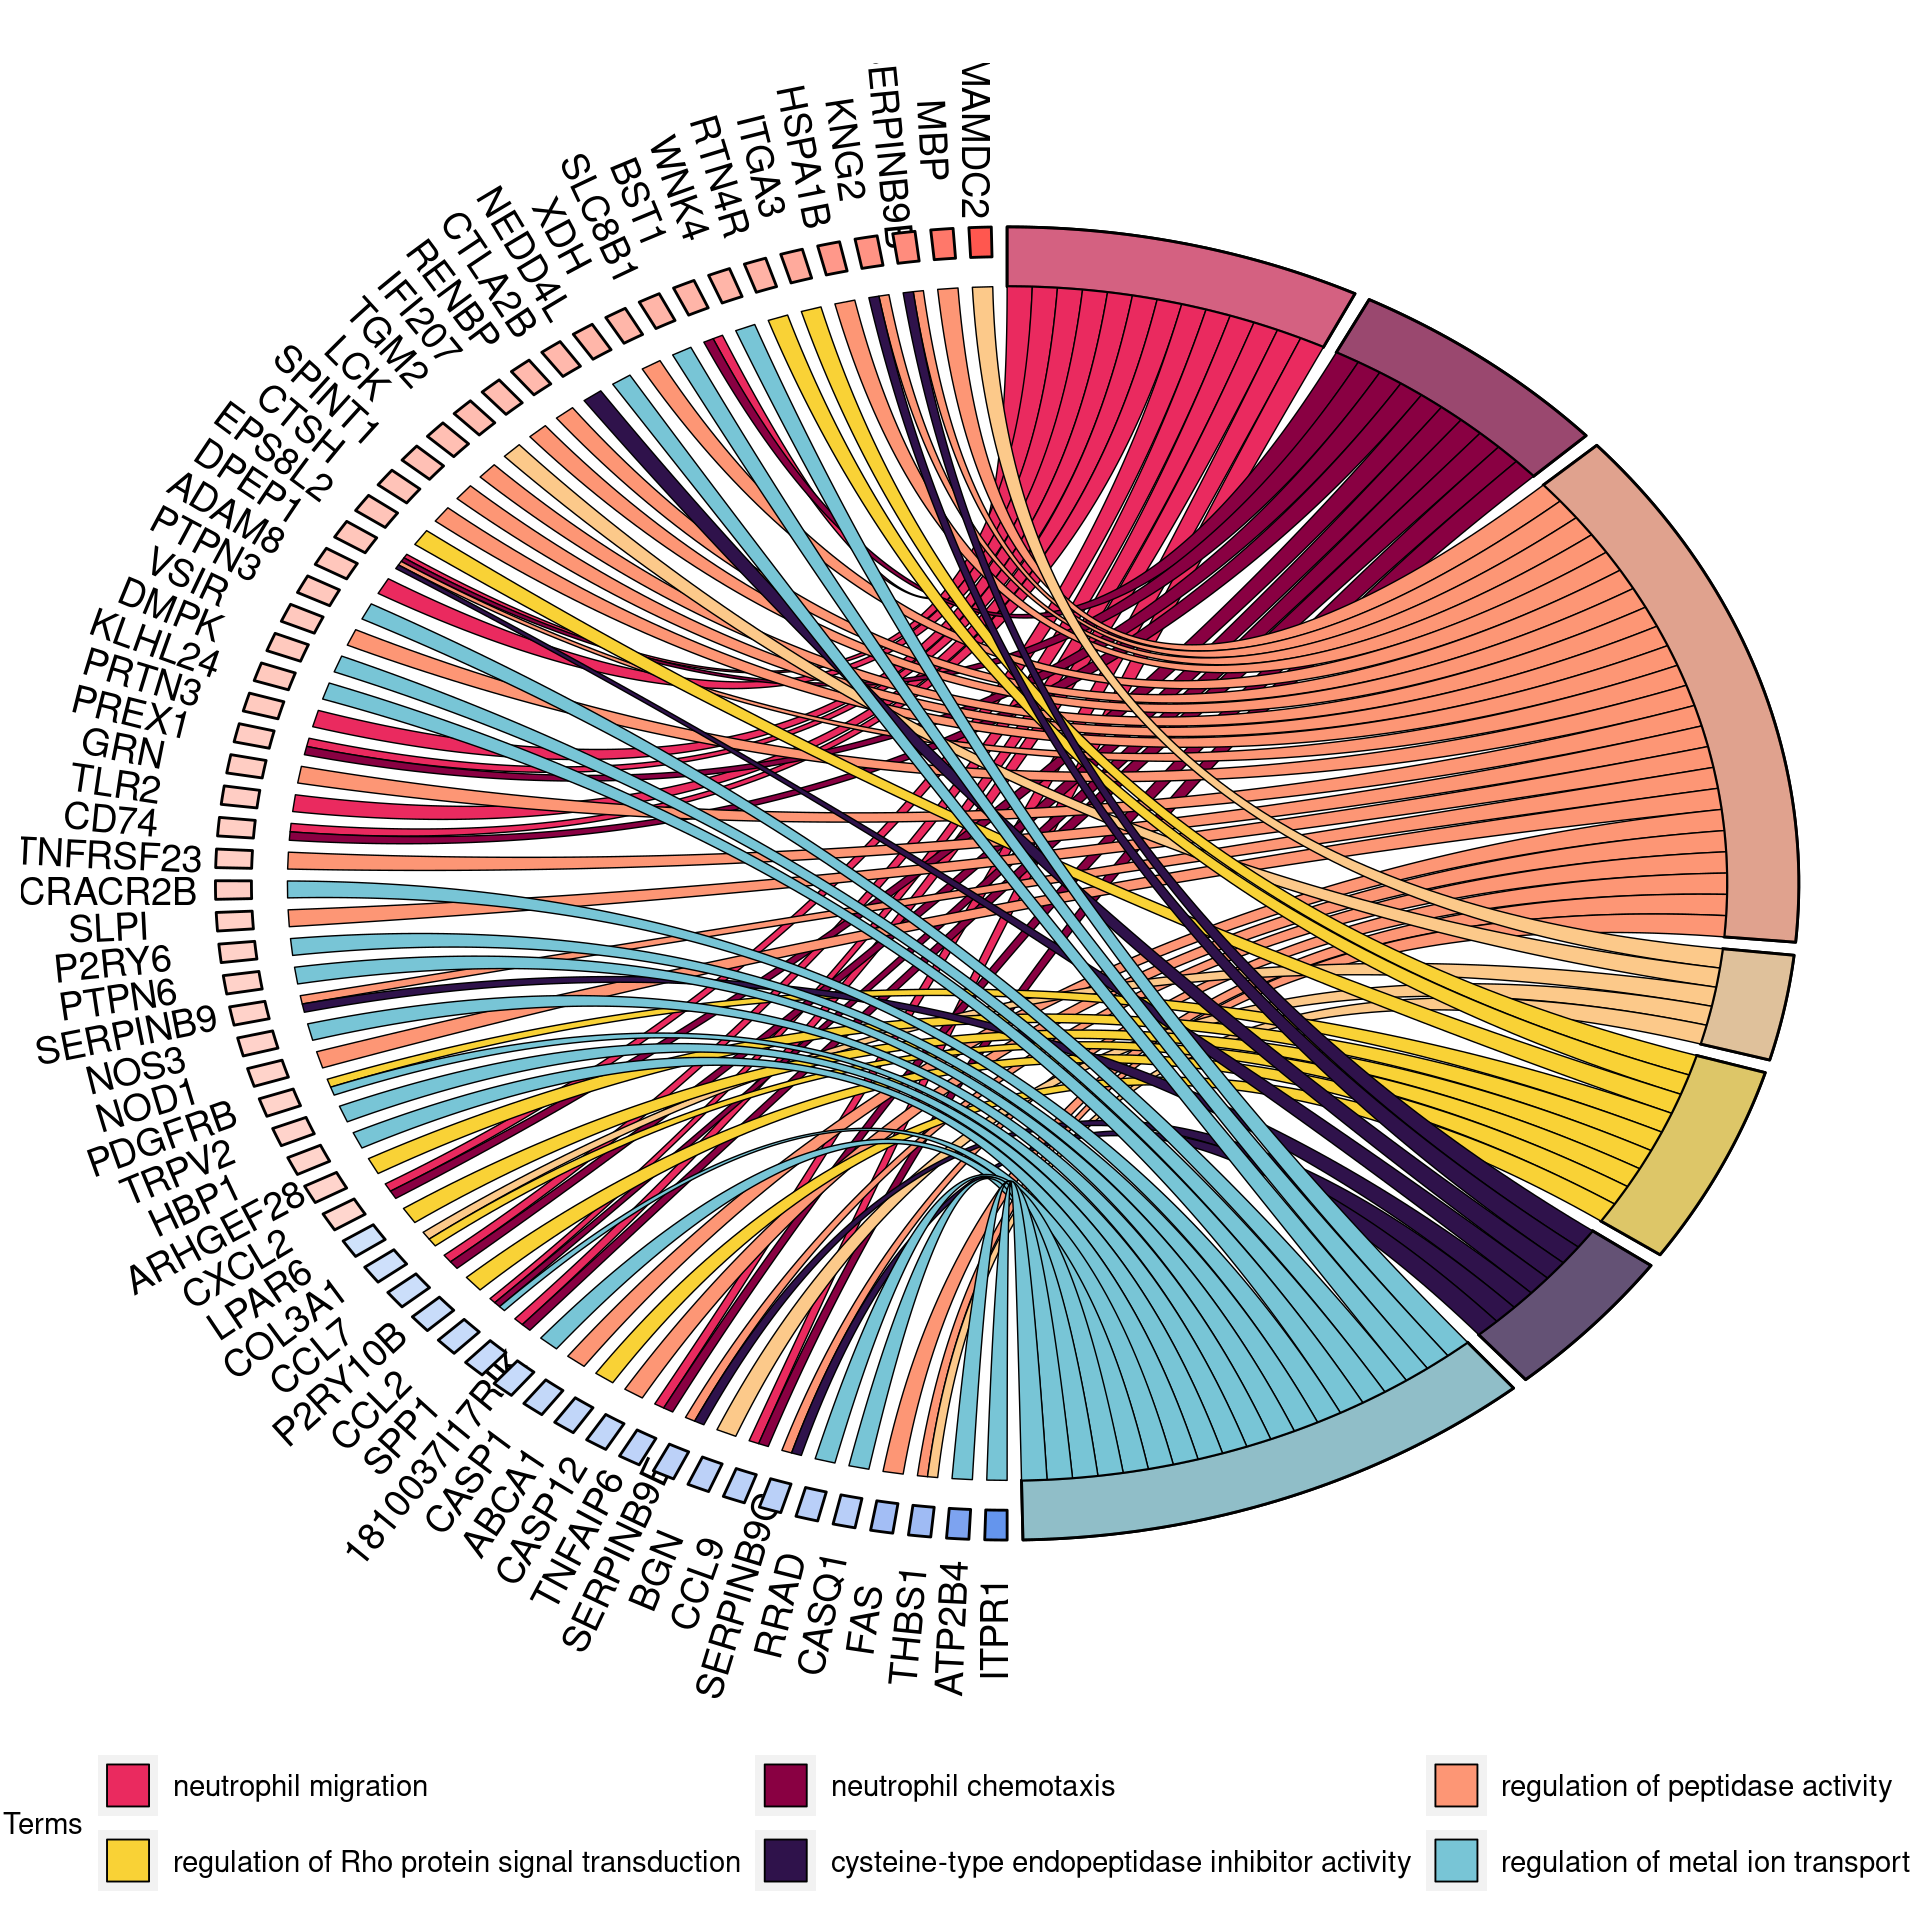 MAMDC2
MBP
ERPINB9
KNG2
HSPA1B
ITGA3
RTN4R
WNK4
BST1
SLC8B1
XDH
NEDD4L
CTLA2B
RENBP
IFI207
TGM2
LCK
SPINT1
CTSH
EPS8L2
DPEP1
ADAM8
PTPN3
VSIR
DMPK
KLHL24
PRTN3
PREX1
GRN
TLR2
CD74
TNFRSF23
CRACR2B
SLPI
P2RY6
PTPN6
SERPINB9
NOS3
NOD1
PDGFRB
TRPV2
HBP1
ARHGEF28
CXCL2
LPAR6
COL3A1
CCL7
P2RY10B
CCL2
SPP1
1810037I17RIK
CASP1
ABCA1
CASP12
TNFAIP6
SERPINB9F
BGN
CCL9
SERPINB9G
RRAD
CASQ1
FAS
THBS1
ATP2B4
ITPR1
Terms
neutrophil migration
neutrophil chemotaxis
regulation of peptidase activity
regulation of Rho protein signal transduction
cysteine-type endopeptidase inhibitor activity
regulation of metal ion transport